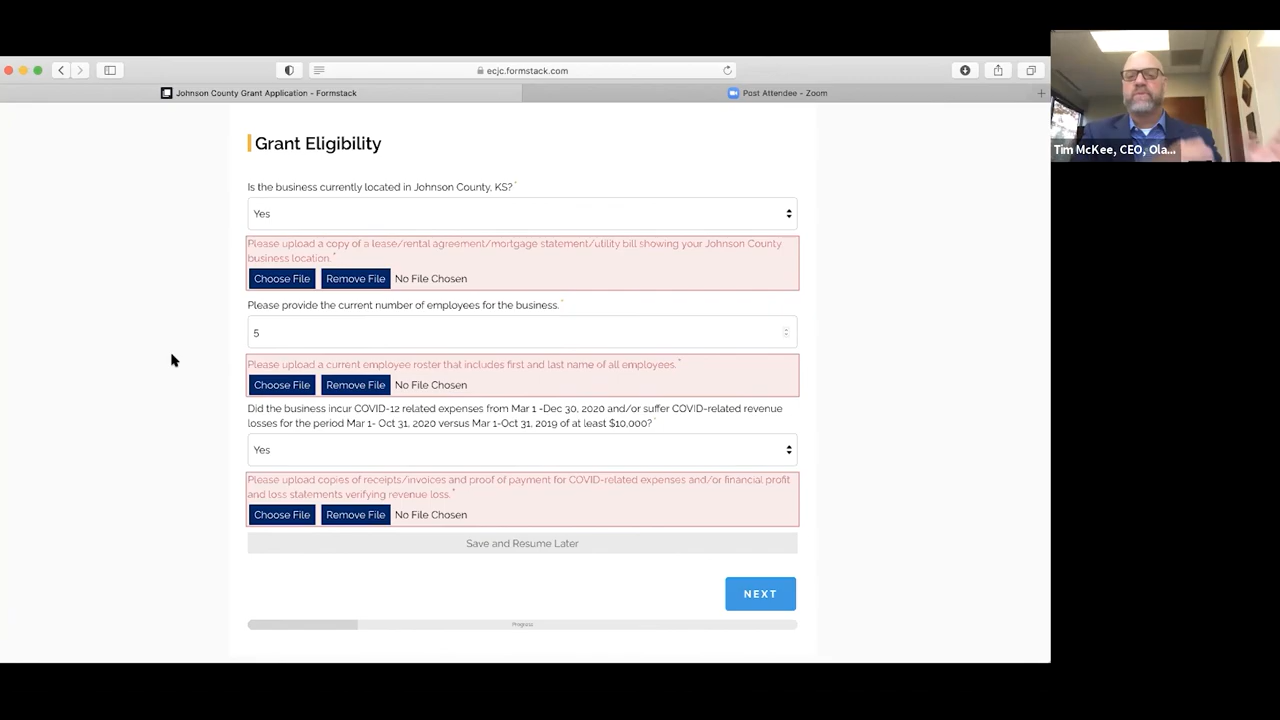 ecjc.formstack.com
Johnson County Grant Application - Formstack
Post Attendee - Zoom
Grant Eligibility
Is the business currently located in Johnson County, KS?*
Yes
Please upload a copy of a lease/rental agreement/mortgage statement/utility bill showing your Johnson County
business location.*
Choose File
Remove File
No File Chosen
Please provide the current number of employees for the business.*
5
Please upload a current employee roster that includes first and last name of all employees.*
Choose File
Remove File
No File Chosen
Did the business incur COVID-12 related expenses from Mar 1 -Dec 30, 2020 and/or suffer COVID-related revenue
losses for the period Mar 1- Oct 31, 2020 versus Mar 1-Oct 31, 2019 of at least $10,000?*
Yes
Please upload copies of receipts/invoices and proof of payment for COVID-related expenses and/or financial profit
and loss statements verifying revenue loss.*
Choose File
Remove File
No File Chosen
Save and Resume Later
NEXT
Progress
Tim McKee, CEO, Ola...